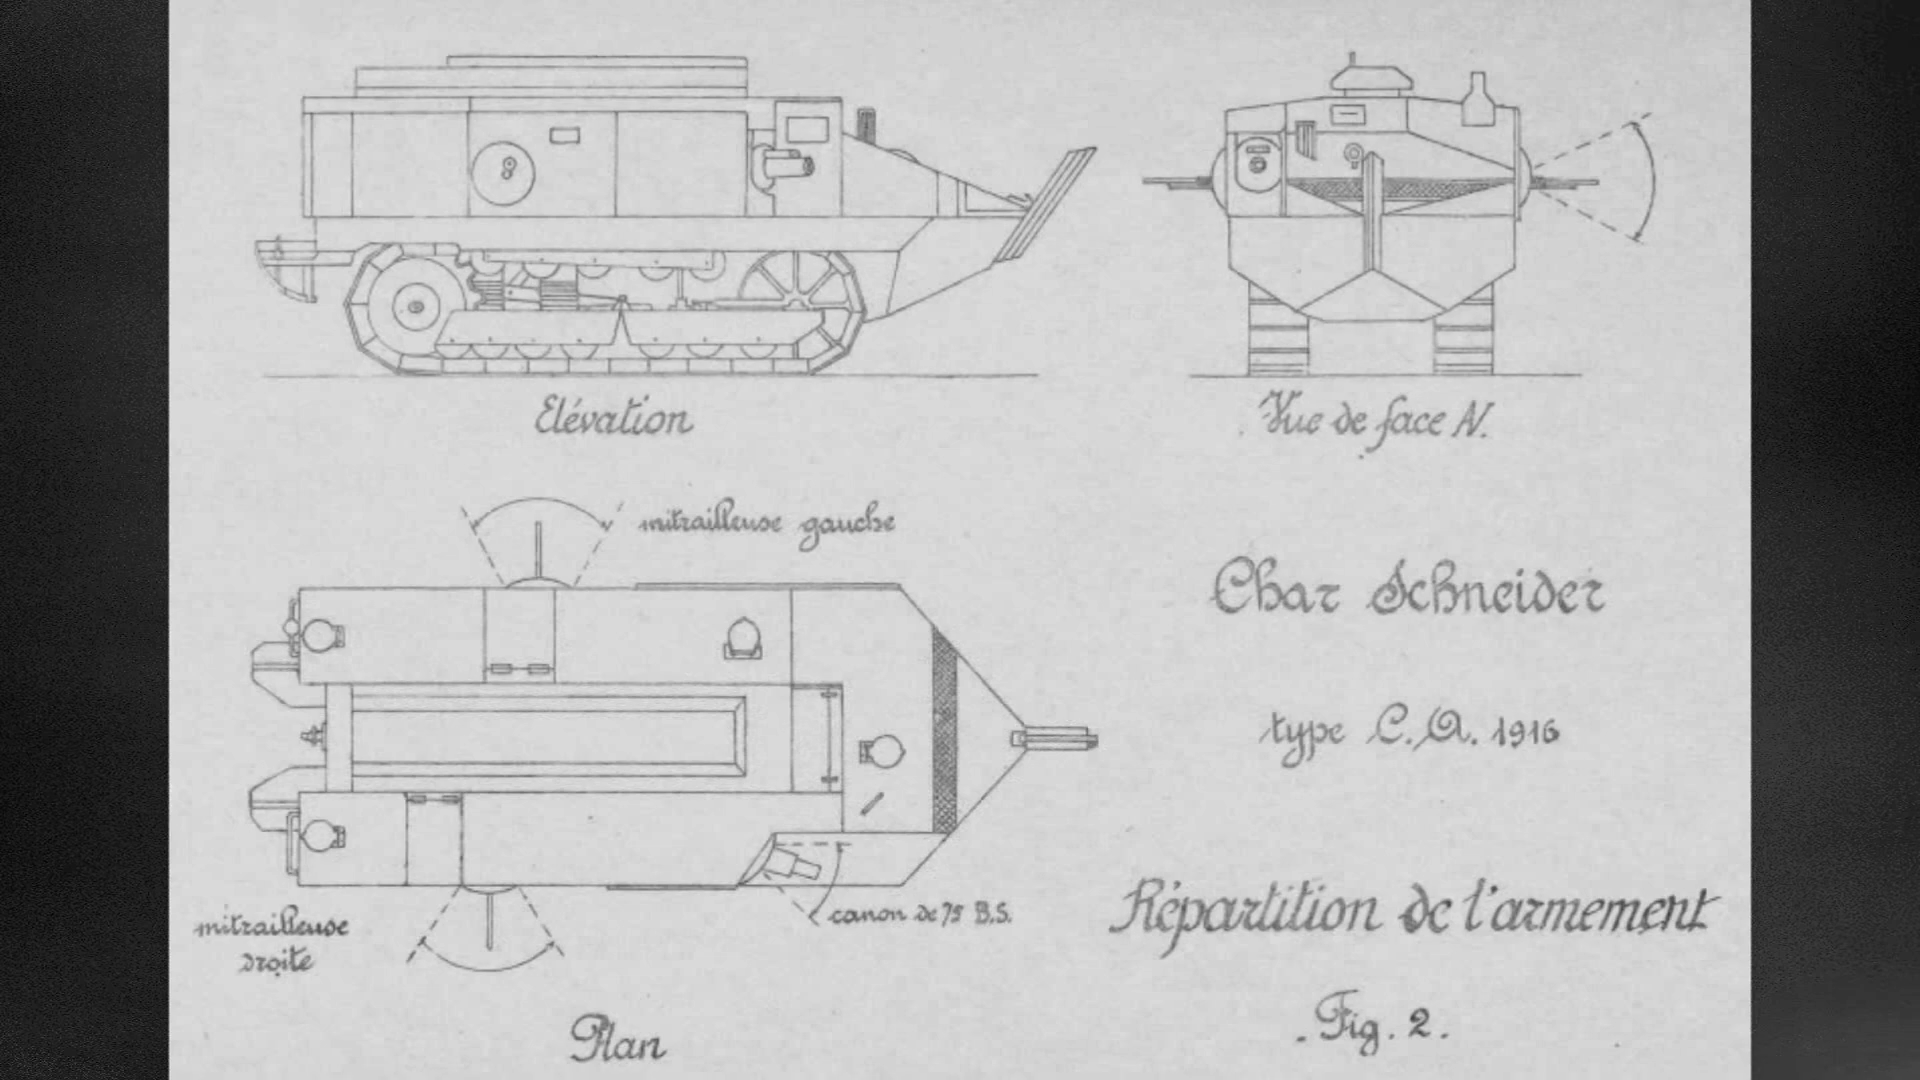 Elévation
Vue de face N.
mitrailleuse gauche
Char Schneider
type C.A. 1916
canon de 75 B.S.
mitrailleuse
droite
Répartition de l'armement
Plan
Fig. 2.